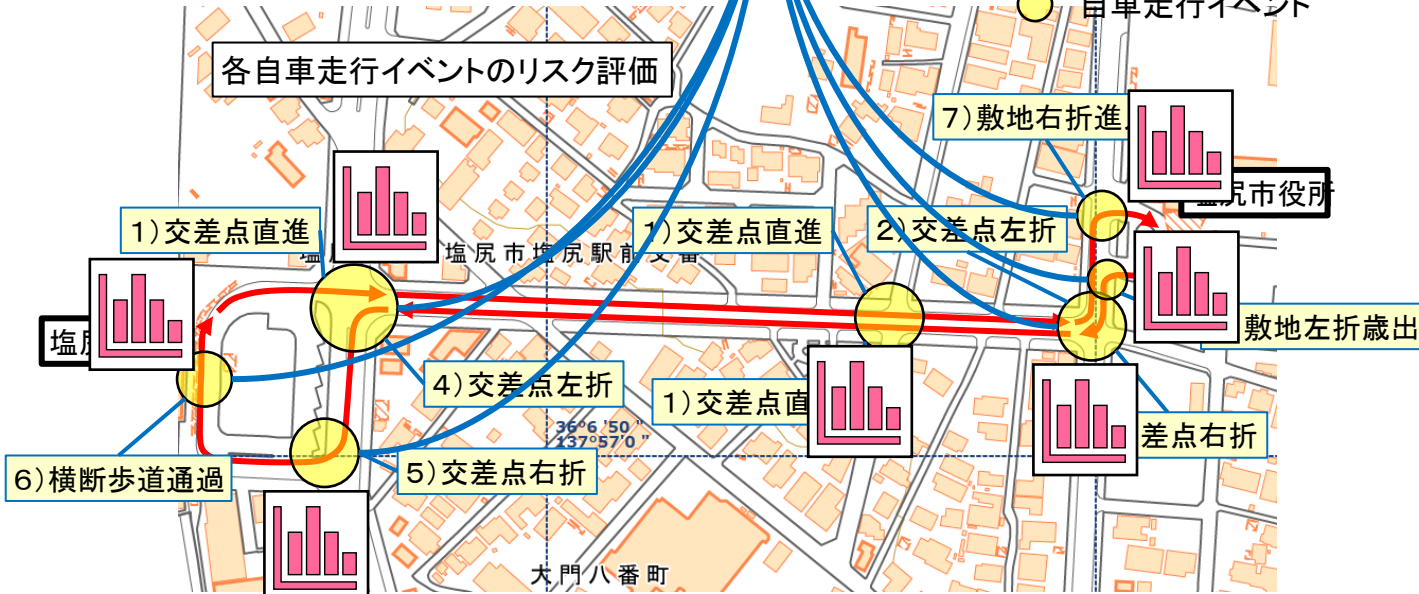 自車走行イベント
各自車走行イベントのリスク評価
7)敷地右折進
塩尻市役所
1)交差点直進
1)交差点直進
2)交差点左折
塩尻市塩尻駅前交番
敷地左折歳出
塩尻
4)交差点左折
1)交差点直
差点右折
36°6'50"
137°57'0"
5)交差点右折
6)横断歩道通過
大門八番町